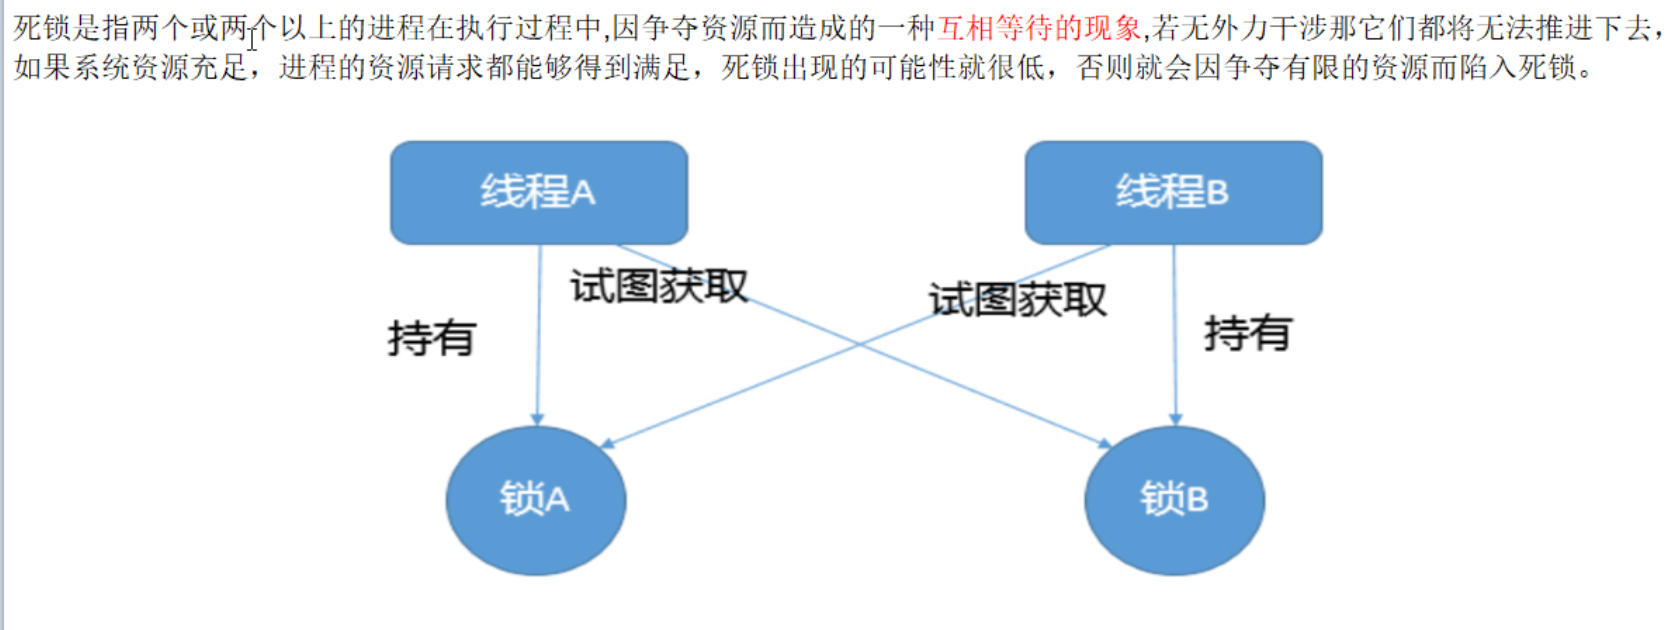 死锁是指两个或两个以上的进程在执行过程中,因争夺资源而造成的一种互相等待的现象,若无外力干涉那它们都将无法推进下去，
如果系统资源充足，进程的资源请求都能够得到满足，死锁出现的可能性就很低，否则就会因争夺有限的资源而陷入死锁。
线程A
线程B
试图获取
试图获取
持有
持有
锁A
锁B